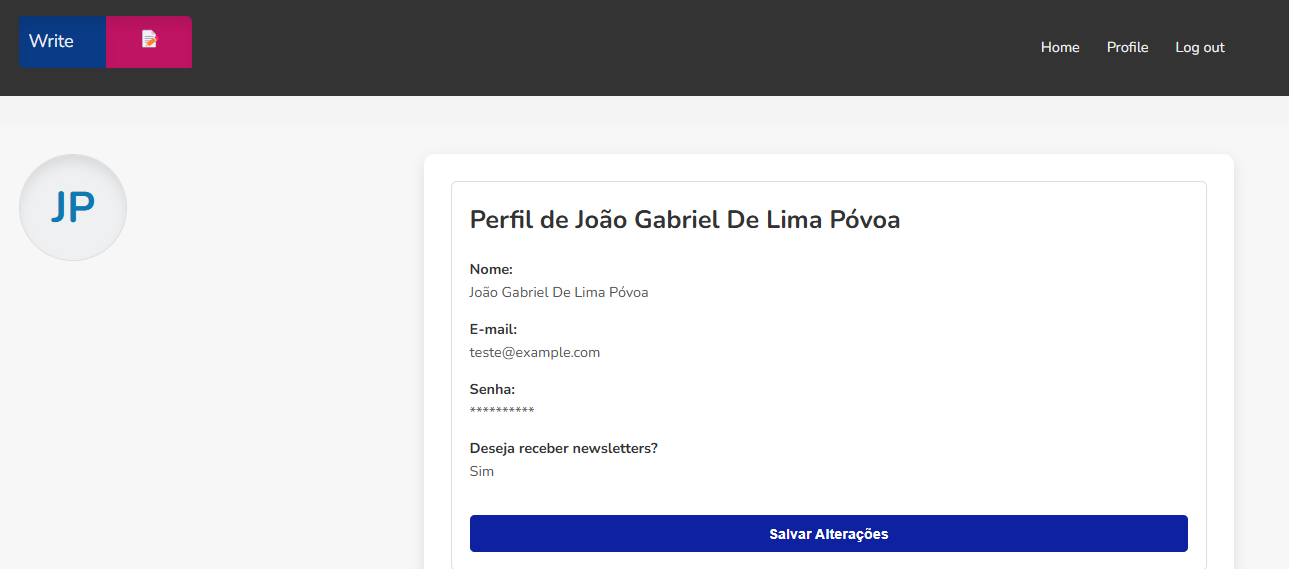 Write
Home Profile Log out
JP
Perfil de João Gabriel De Lima Póvoa
Nome:
João Gabriel De Lima Póvoa
E-mail:
teste@example.com
Senha:
**********
Deseja receber newsletters?
Sim
Salvar Alterações